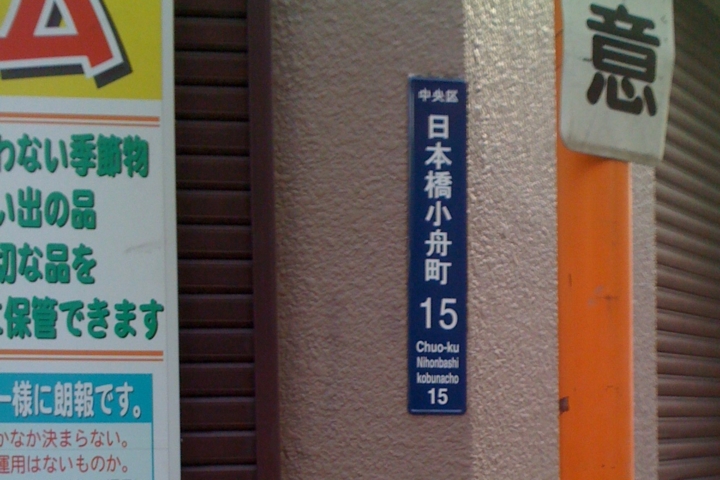 A
わない季節物
い出の品
切な品を
に保管できます
ー様に朗報です。
かなか決まらない。
運用はないものか。
中央区
日本橋小舟町
15
Chuo-ku
Nihonbashi
kobunacho
15
意